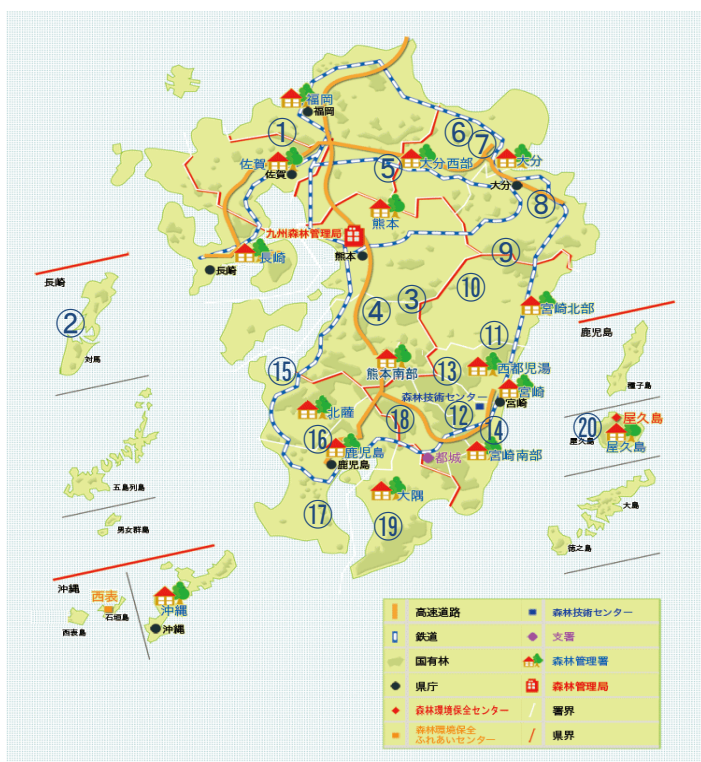 福岡
福岡
①
⑥
⑦
佐賀
佐賀
⑤
大分西部
大分
大分
⑧
熊本
九州森林管理局
熊本
長崎
長崎
⑨
⑩
長崎
②
対馬
③
④
宮崎北部
鹿児島
⑪
西都児湯
種子島
⑮
熊本南部
⑬
森林技術センター
宮崎
宮崎
北薩
⑫
⑱
⑭
⑳
屋久島
屋久島
屋久島
⑯
鹿児島
鹿児島
都城
宮崎南部
五島列島
大隅
大島
⑰
⑲
男女群島
徳之島
沖縄
西表
石垣島
西表島
沖縄
沖縄
高速道路
森林技術センター
鉄道
支署
国有林
森林管理署
県庁
森林管理局
森林環境保全センター
署界
森林環境保全
ふれあいセンター
県界